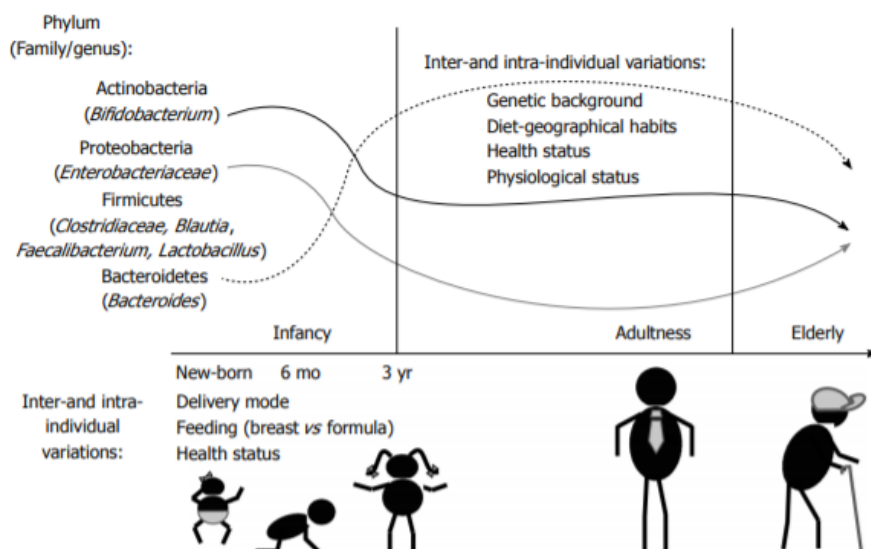 Phylum
(Family/genus):
Actinobacteria
(Bifidobacterium)
Proteobacteria
(Enterobacteriaceae)
Firmicutes
(Clostridiaceae, Blautia,
Faecalibacterium, Lactobacillus)
Bacteroidetes
(Bacteroides)
Inter-and intra-individual variations:
Genetic background
Diet-geographical habits
Health status
Physiological status
Infancy
Adultness
Elderly
New-born
6 mo
3 yr
Inter-and intra-
individual
variations:
Delivery mode
Feeding (breast vs formula)
Health status